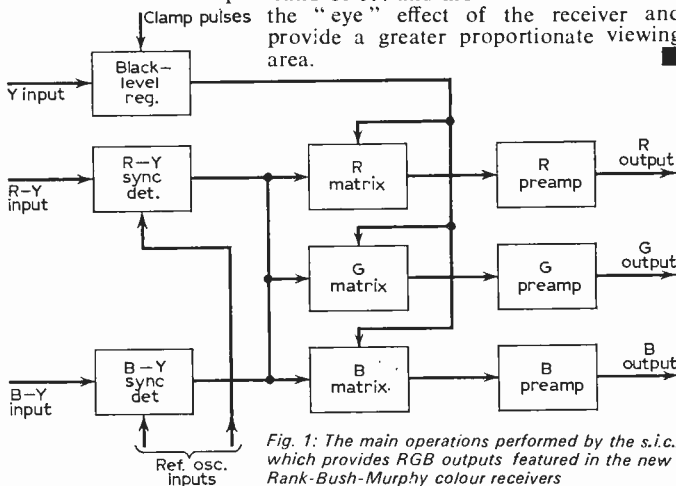 the “eye” effect of the receiver and
provide a greater proportionate viewing
area.
Clamp pulses
Y input
Black–
level
reg.
R–Y
input
R–Y
sync
det.
R
matrix
R
preamp
R
output
G
matrix
G
preamp
G
output
B–Y
input
B–Y
sync
det
B
matrix.
B
preamp
B
output
Ref. osc.
inputs
Fig. 1: The main operations performed by the s.i.c.
which provides RGB outputs featured in the new
Rank-Bush-Murphy colour receivers